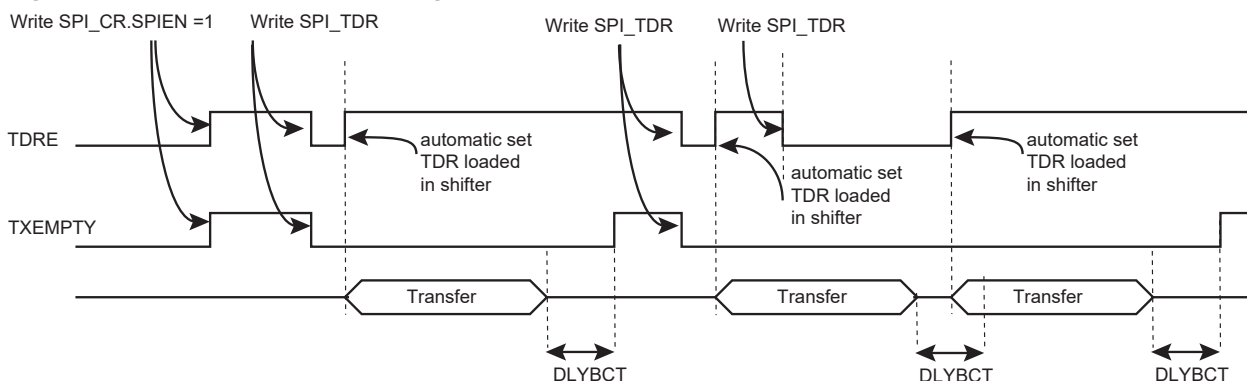 Write SPI_CR.SPIEN =1
Write SPI_TDR
Write SPI_TDR
Write SPI_TDR
TDRE
automatic set
TDR loaded
in shifter
automatic set
TDR loaded
in shifter
automatic set
TDR loaded
in shifter
TXEMPTY
Transfer
Transfer
Transfer
DLYBCT
DLYBCT
DLYBCT